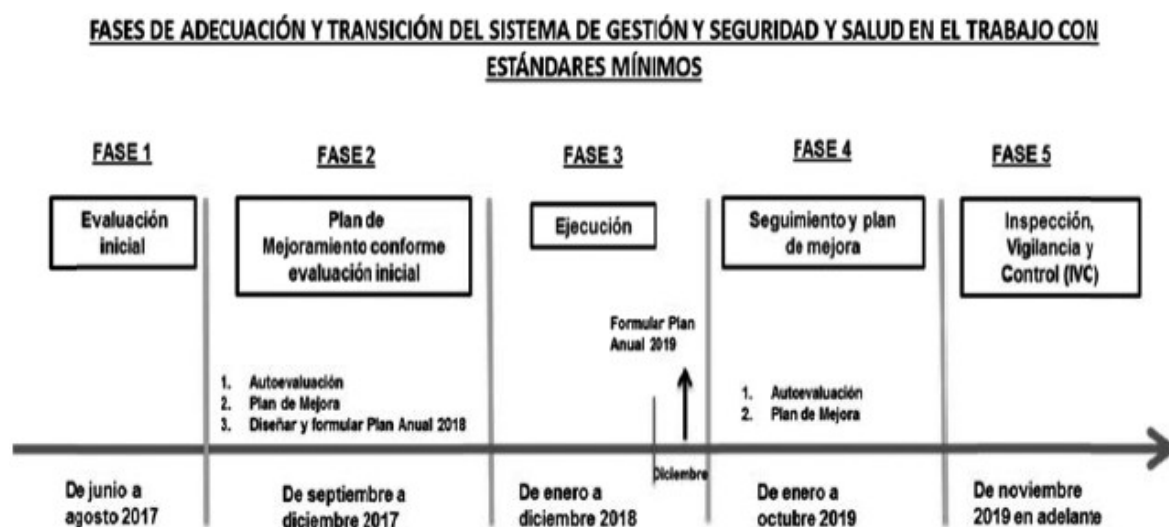 FASES DE ADECUACIÓN Y TRANSICIÓN DEL SISTEMA DE GESTIÓN Y SEGURIDAD Y SALUD EN EL TRABAJO CON
ESTÁNDARES MÍNIMOS
FASE 1
Evaluación
inicial
De junio a
agosto 2017
FASE 2
Plan de
Mejoramiento conforme
evaluación inicial
1. Autoevaluación
2. Plan de Mejora
3. Diseñar y formular Plan Anual 2018
De septiembre a
diciembre 2017
FASE 3
Ejecución
Formular Plan
Anual 2019
Diciembre
De enero a
diciembre 2018
FASE 4
Seguimiento y plan
de mejora
1. Autoevaluación
2. Plan de Mejora
De enero a
octubre 2019
FASE 5
Inspección,
Vigilancia y
Control (IVC)
De noviembre
2019 en adelante